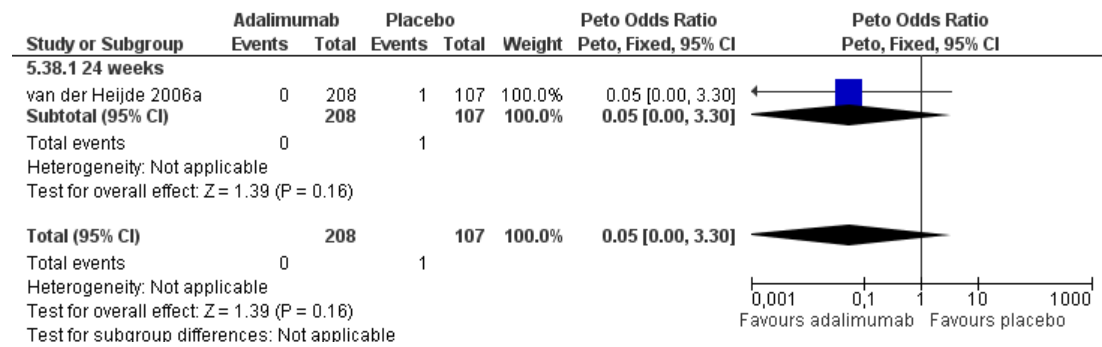 Adalimumab Placebo Peto Odds Ratio Peto Odds Ratio
Study or Subgroup Events Total Events Total Weight Peto, Fixed, 95% CI Peto, Fixed, 95% CI
5.38.1 24 weeks
van der Heijde 2006a 0 208 1 107 100.0% 0.05 [0.00, 3.30]
Subtotal (95% CI) 208 107 100.0% 0.05 [0.00, 3.30]
Total events 0 1
Heterogeneity: Not applicable
Test for overall effect: Z = 1.39 (P = 0.16)
Total (95% CI) 208 107 100.0% 0.05 [0.00, 3.30]
Total events 0 1
Heterogeneity: Not applicable
Test for overall effect: Z = 1.39 (P = 0.16)
Test for subgroup differences: Not applicable
0,001 0,1 1 10 1000
Favours adalimumab Favours placebo